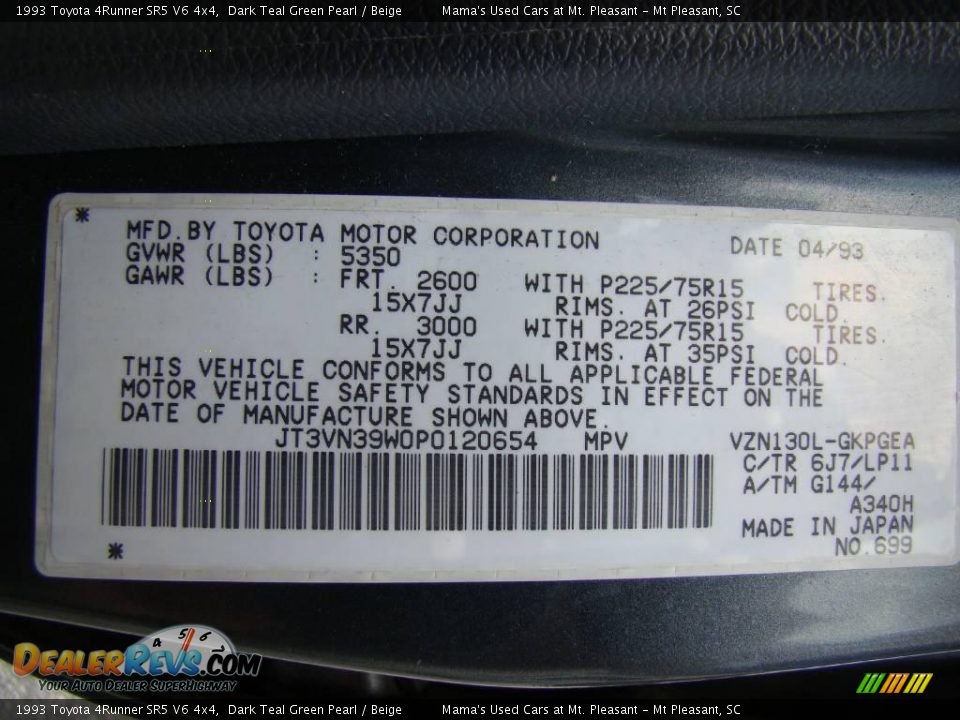 1993 Toyota 4Runner SR5 V6 4x4, Dark Teal Green Pearl / Beige Mama's Used Cars at Mt. Pleasant - Mt Pleasant, SC
MFD.BY TOYOTA MOTOR CORPORATION DATE 04/93
GVWR (LBS) : 5350
GAWR (LBS) : FRT. 2600 WITH P225/75R15 TIRES.
15X7JJ RIMS. AT 26PSI COLD.
RR. 3000 WITH P225/75R15 TIRES.
15X7JJ RIMS. AT 35PSI COLD.
THIS VEHICLE CONFORMS TO ALL APPLICABLE FEDERAL
MOTOR VEHICLE SAFETY STANDARDS IN EFFECT ON THE
DATE OF MANUFACTURE SHOWN ABOVE.
JT3VN39W0P0120654 MPV VZN130L-GKPGEA
C/TR 6J7/LP11
A/TM G144/
A340H
MADE IN JAPAN
NO.699
4 5 6 7
DEALERREVS.COM
YOUR AUTO DEALER SUPERHIGHWAY
1993 Toyota 4Runner SR5 V6 4x4, Dark Teal Green Pearl / Beige Mama's Used Cars at Mt. Pleasant - Mt Pleasant, SC